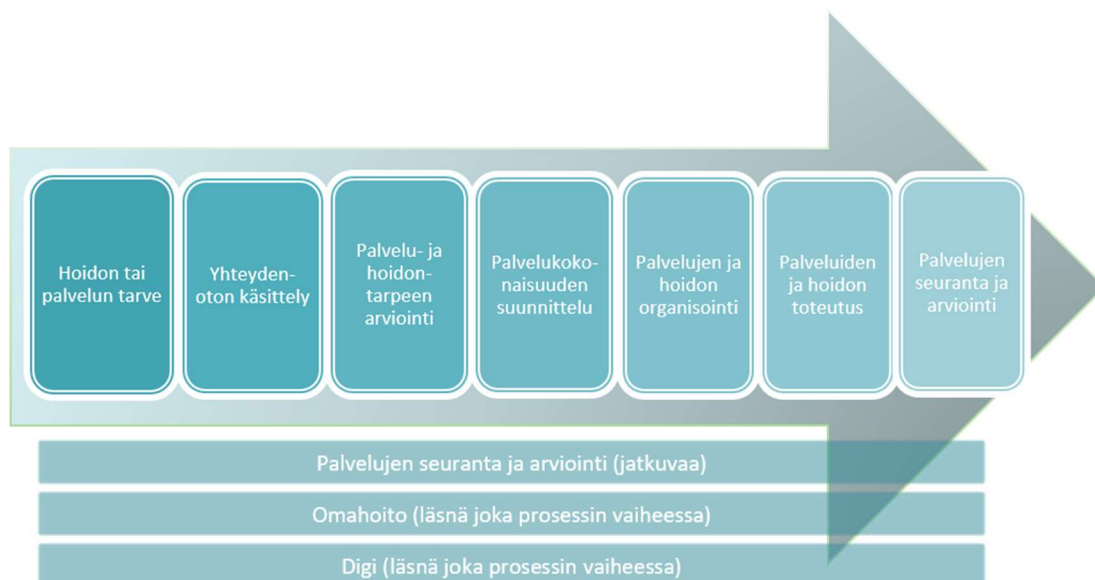 Hoidon tai
palvelun tarve
Yhteyden-
oton käsittely
Palvelu- ja
hoidon-
tarpeen
arviointi
Palvelukoko-
naisuuden
suunnittelu
Palvelujen ja
hoidon
organisointi
Palveluiden
ja hoidon
toteutus
Palvelujen
seuranta ja
arviointi
Palvelujen seuranta ja arviointi (jatkuvaa)
Omahoito (läsnä joka prosessin vaiheessa)
Digi (läsnä joka prosessin vaiheessa)